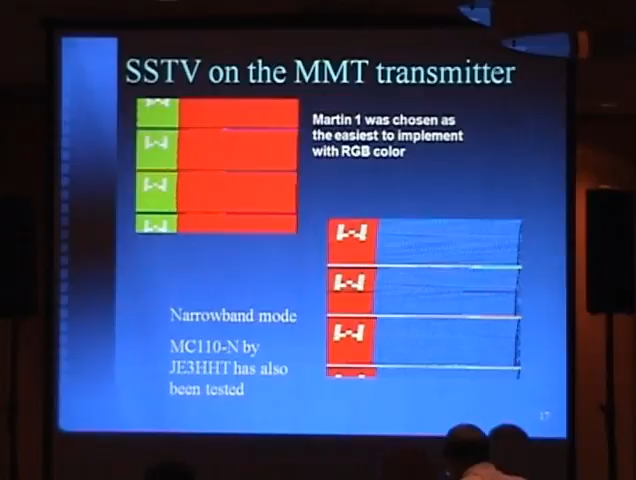 SSTV on the MMT transmitter
Martin 1 was chosen as
the easiest to implement
with RGB color
Narrowband mode
MC110-N by
JE3HHT has also
been tested
17